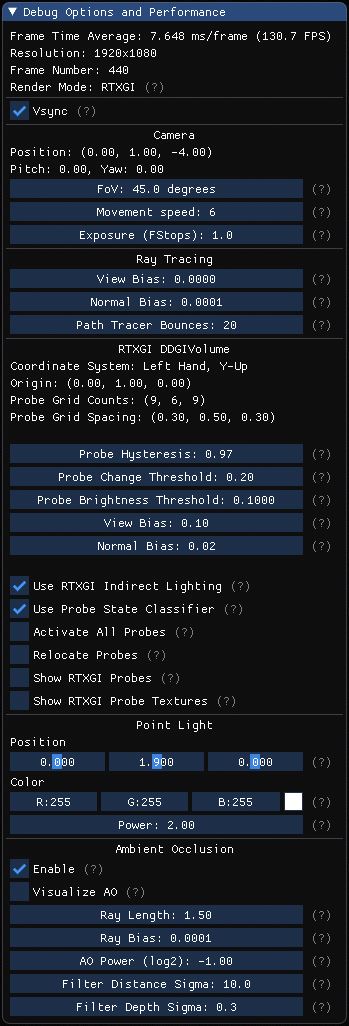 Debug Options and Performance
Frame Time Average: 7.648 ms/frame (130.7 FPS)
Resolution: 1920x1080
Frame Number: 440
Render Mode: RTXGI (?)
Vsync (?)
Camera
Position: (0.00, 1.00, -4.00)
Pitch: 0.00, Yaw: 0.00
FoV: 45.0 degrees (?)
Movement speed: 6 (?)
Exposure (FStops): 1.0 (?)
Ray Tracing
View Bias: 0.0000 (?)
Normal Bias: 0.0001 (?)
Path Tracer Bounces: 20 (?)
RTXGI DDGIVolume
Coordinate System: Left Hand, Y-Up
Origin: (0.00, 1.00, 0.00)
Probe Grid Counts: (9, 6, 9)
Probe Grid Spacing: (0.30, 0.50, 0.30)
Probe Hysteresis: 0.97 (?)
Probe Change Threshold: 0.20 (?)
Probe Brightness Threshold: 0.1000 (?)
View Bias: 0.10 (?)
Normal Bias: 0.02 (?)
Use RTXGI Indirect Lighting (?)
Use Probe State Classifier (?)
Activate All Probes (?)
Relocate Probes (?)
Show RTXGI Probes (?)
Show RTXGI Probe Textures (?)
Point Light
Position
0.000 1.900 0.000 (?)
Color
R:255 G:255 B:255 (?)
Power: 2.00 (?)
Ambient Occlusion
Enable (?)
Visualize AO (?)
Ray Length: 1.50 (?)
Ray Bias: 0.0001 (?)
AO Power (log2): -1.00 (?)
Filter Distance Sigma: 10.0 (?)
Filter Depth Sigma: 0.3 (?)